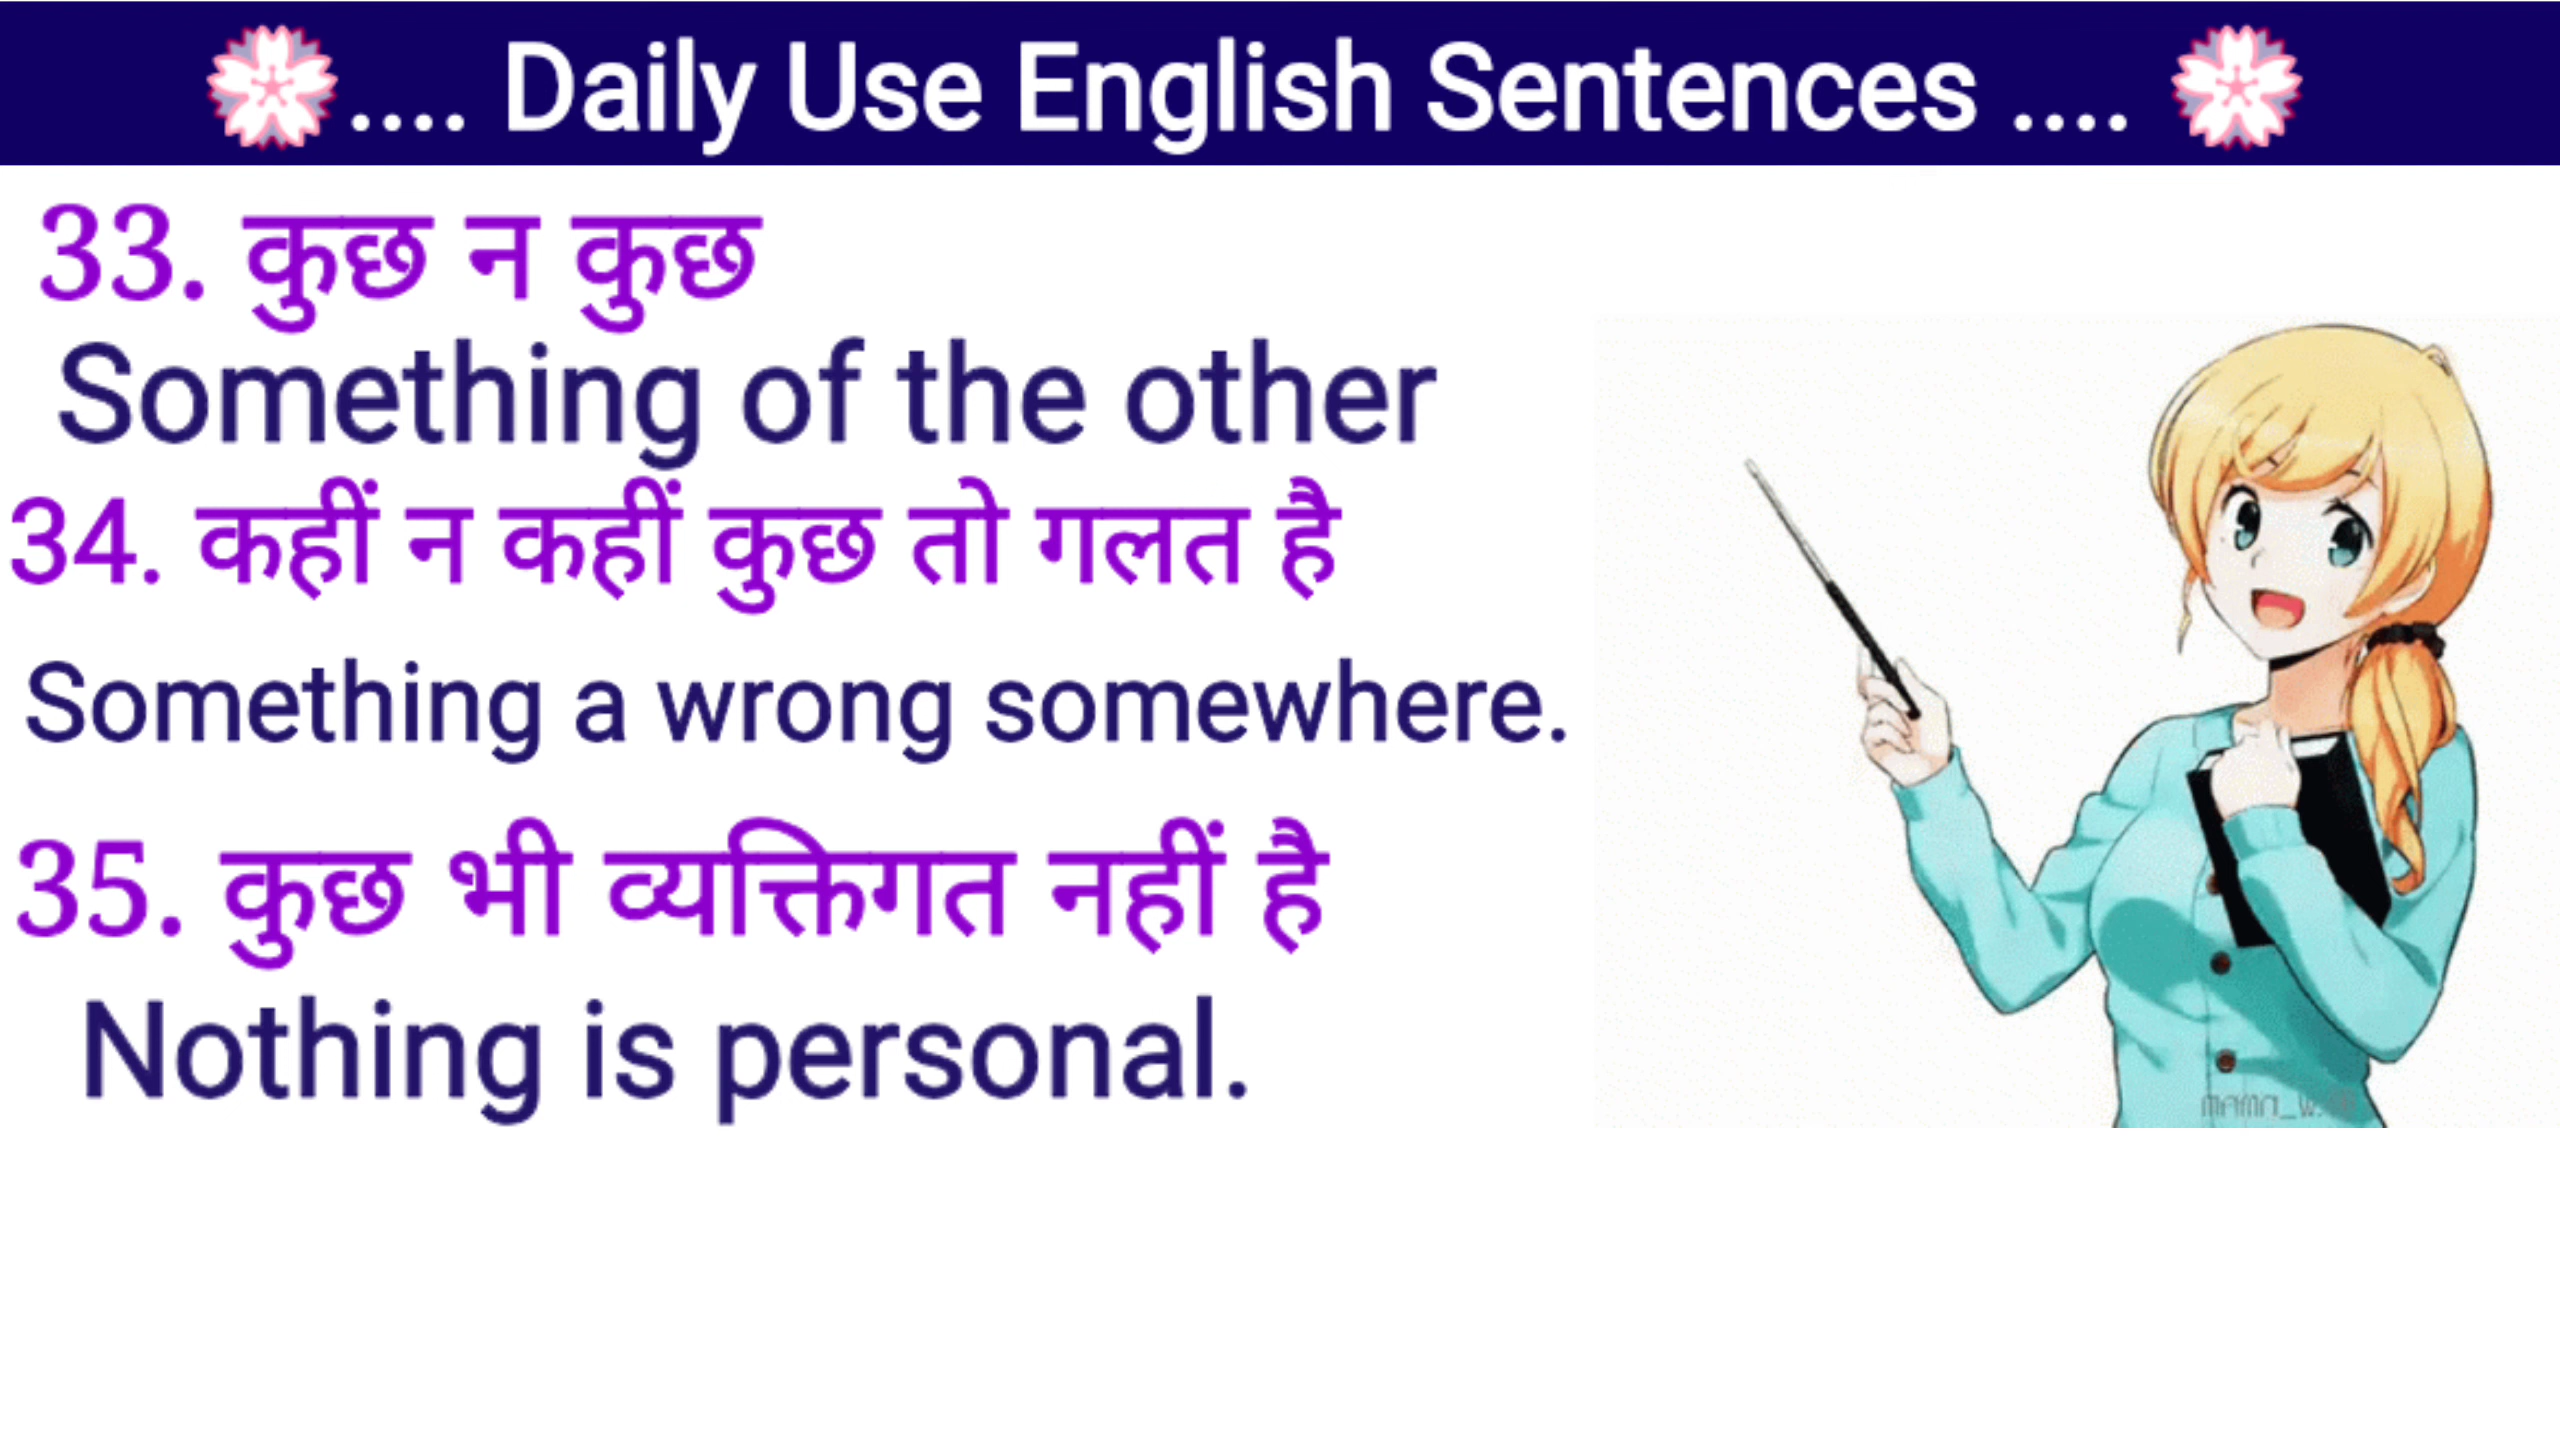 .... Daily Use English Sentences ....
33. कुछ न कुछ
Something of the other
34. कहीं न कहीं कुछ तो गलत है
Something a wrong somewhere.
35. कुछ भी व्यक्तिगत नहीं है
Nothing is personal.